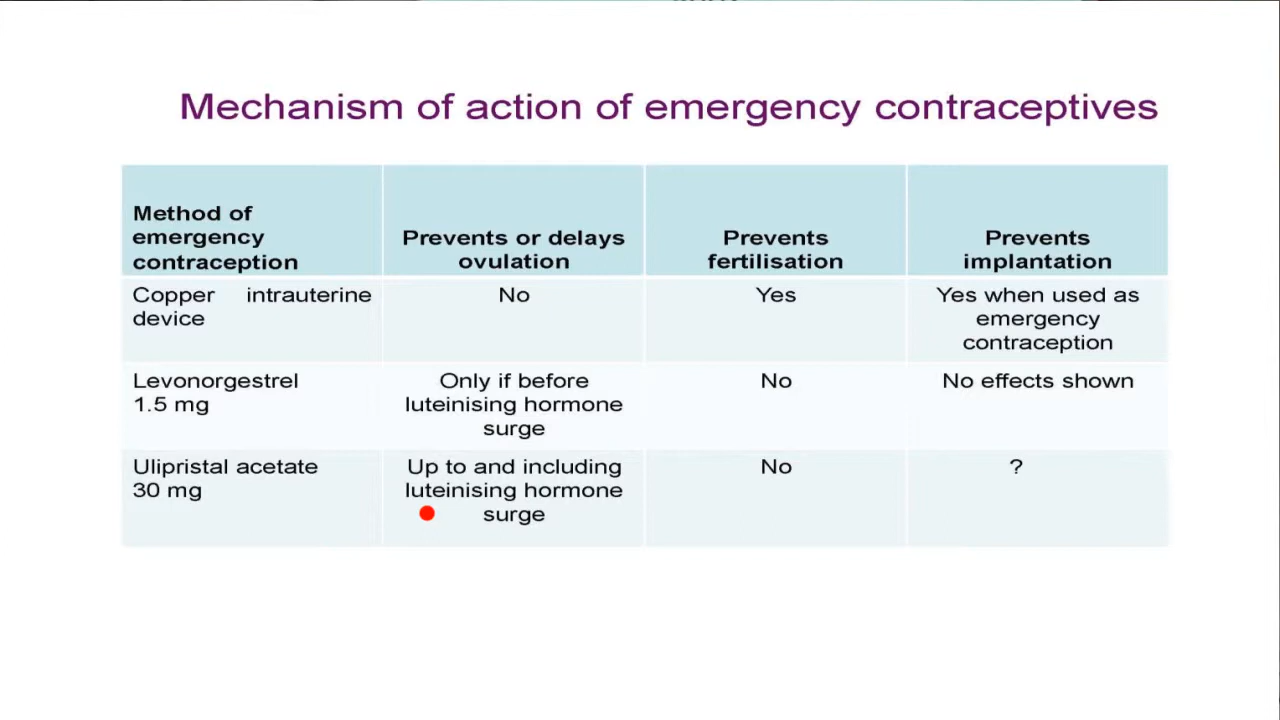 Mechanism of action of emergency contraceptives
Method of
emergency
contraception
Prevents or delays
ovulation
Prevents
fertilisation
Prevents
implantation
Copper intrauterine
device
No
Yes
Yes when used as
emergency
contraception
Levonorgestrel
1.5 mg
Only if before
luteinising hormone
surge
No
No effects shown
Ulipristal acetate
30 mg
Up to and including
luteinising hormone
surge
No
?